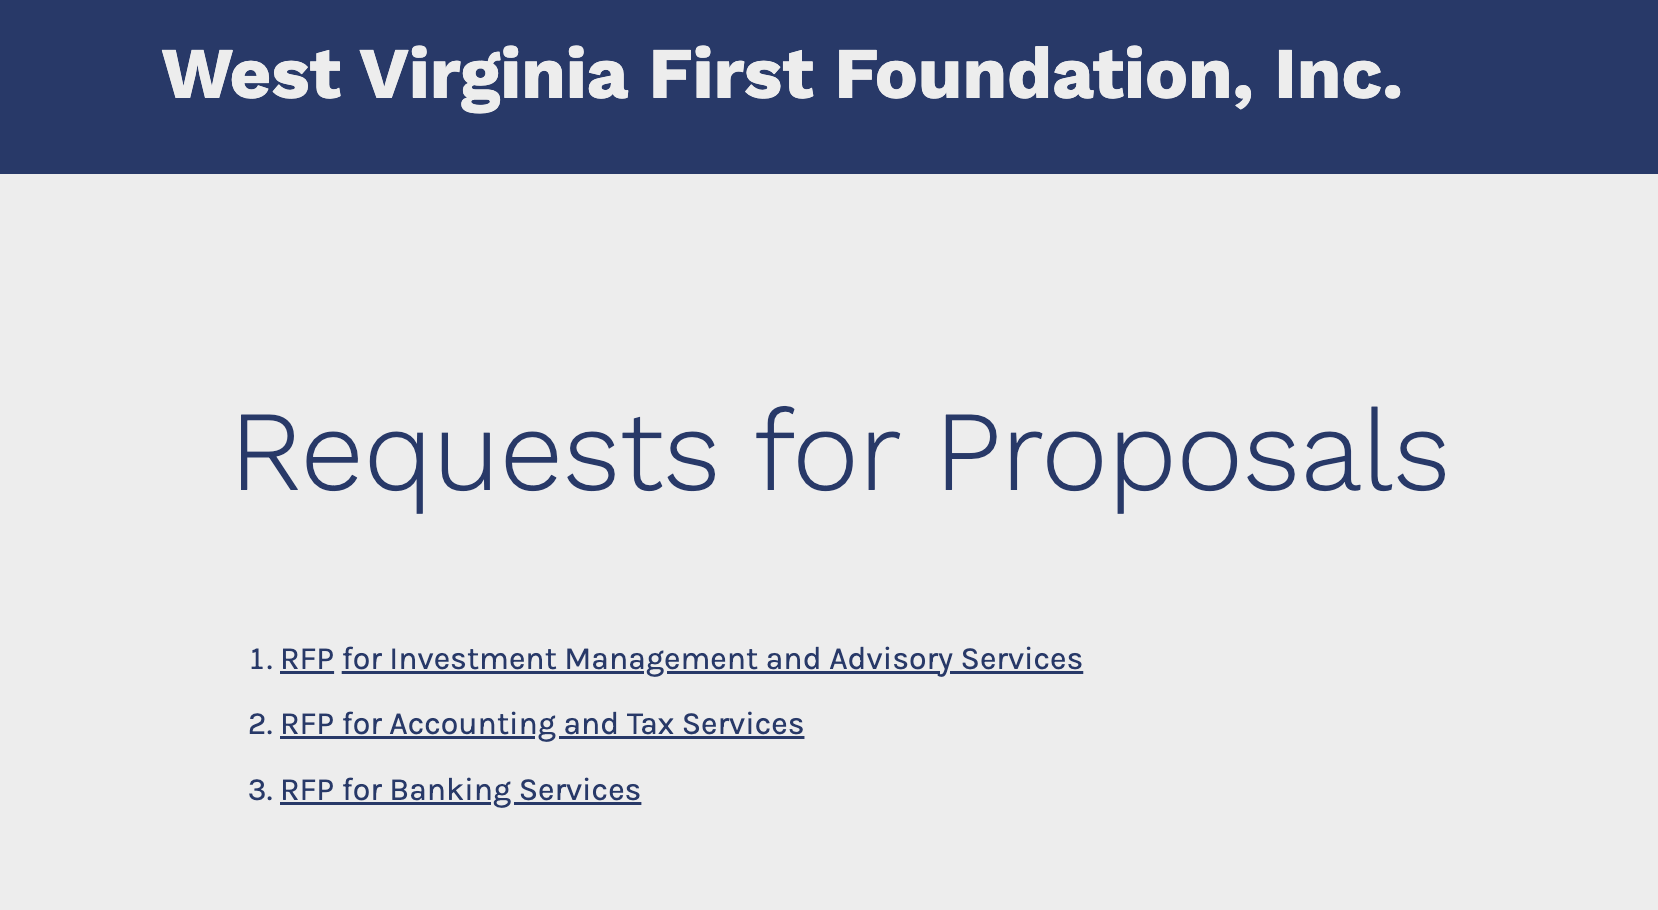 West Virginia First Foundation, Inc.
Requests for Proposals
1. RFP for Investment Management and Advisory Services
2. RFP for Accounting and Tax Services
3. RFP for Banking Services